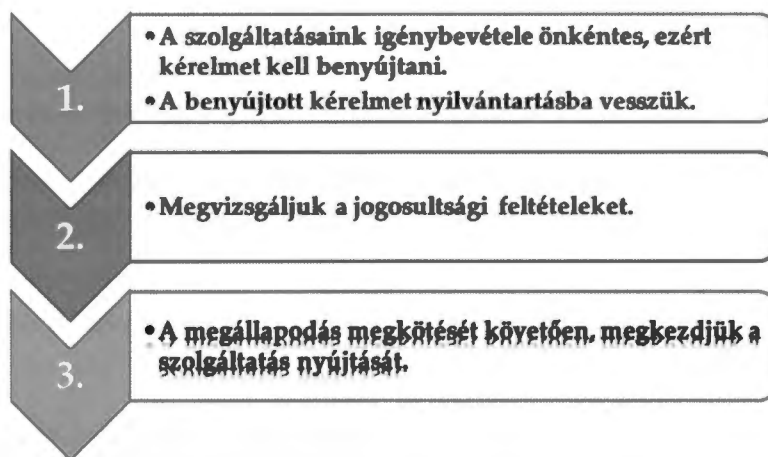 1.
• A szolgáltatásaink igénybevétele önkéntes, ezért
kérelmet kell benyújtani.
• A benyújtott kérelmet nyilvántartásba vesszük.
2.
• Megvizsgáljuk a jogosultsági feltételeket.
3.
• A megállapodás megkötését követően, megkezdjük a
szolgáltatás nyújtását.